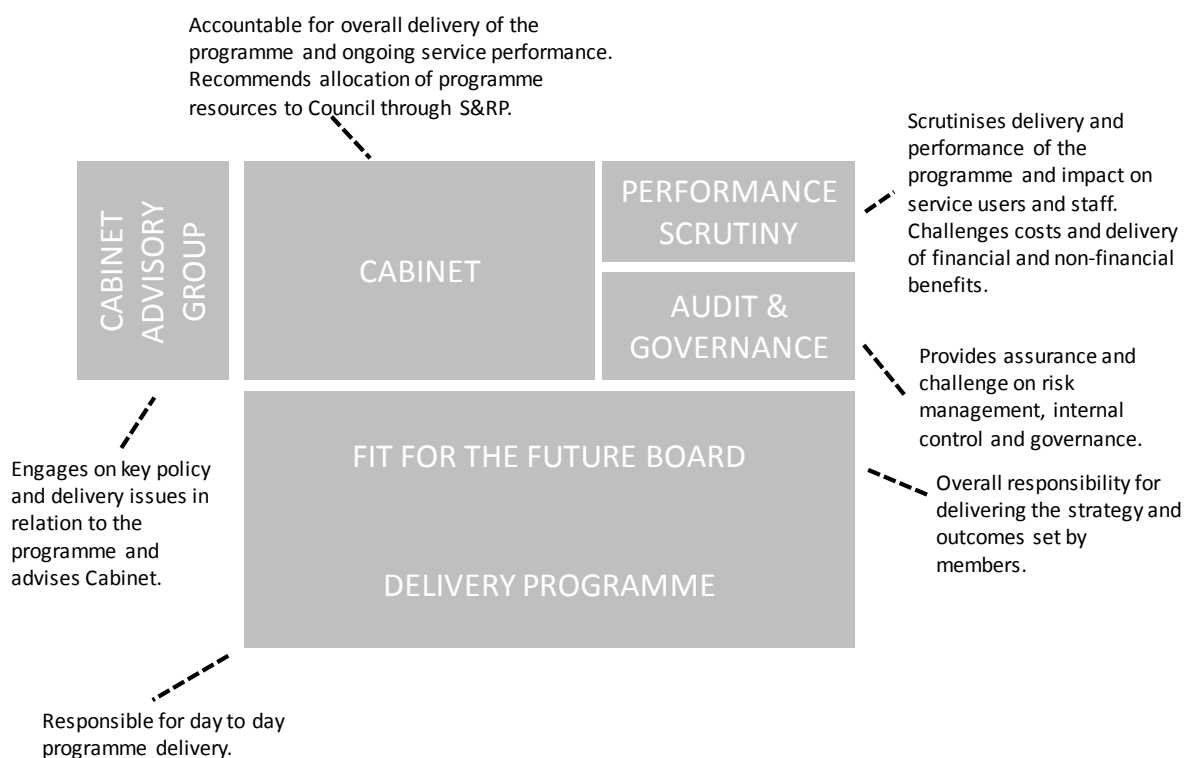 Accountable for overall delivery of the
programme and ongoing service performance.
Recommends allocation of programme
resources to Council through S&RP.
CABINET
ADVISORY
GROUP
CABINET
PERFORMANCE
SCRUTINY
AUDIT &
GOVERNANCE
Scrutinises delivery and
performance of the
programme and impact on
service users and staff.
Challenges costs and delivery
of financial and non-financial
benefits.
Provides assurance and
challenge on risk
management, internal
control and governance.
Engages on key policy
and delivery issues in
relation to the
programme and
advises Cabinet.
FIT FOR THE FUTURE BOARD
DELIVERY PROGRAMME
Overall responsibility for
delivering the strategy and
outcomes set by
members.
Responsible for day to day
programme delivery.